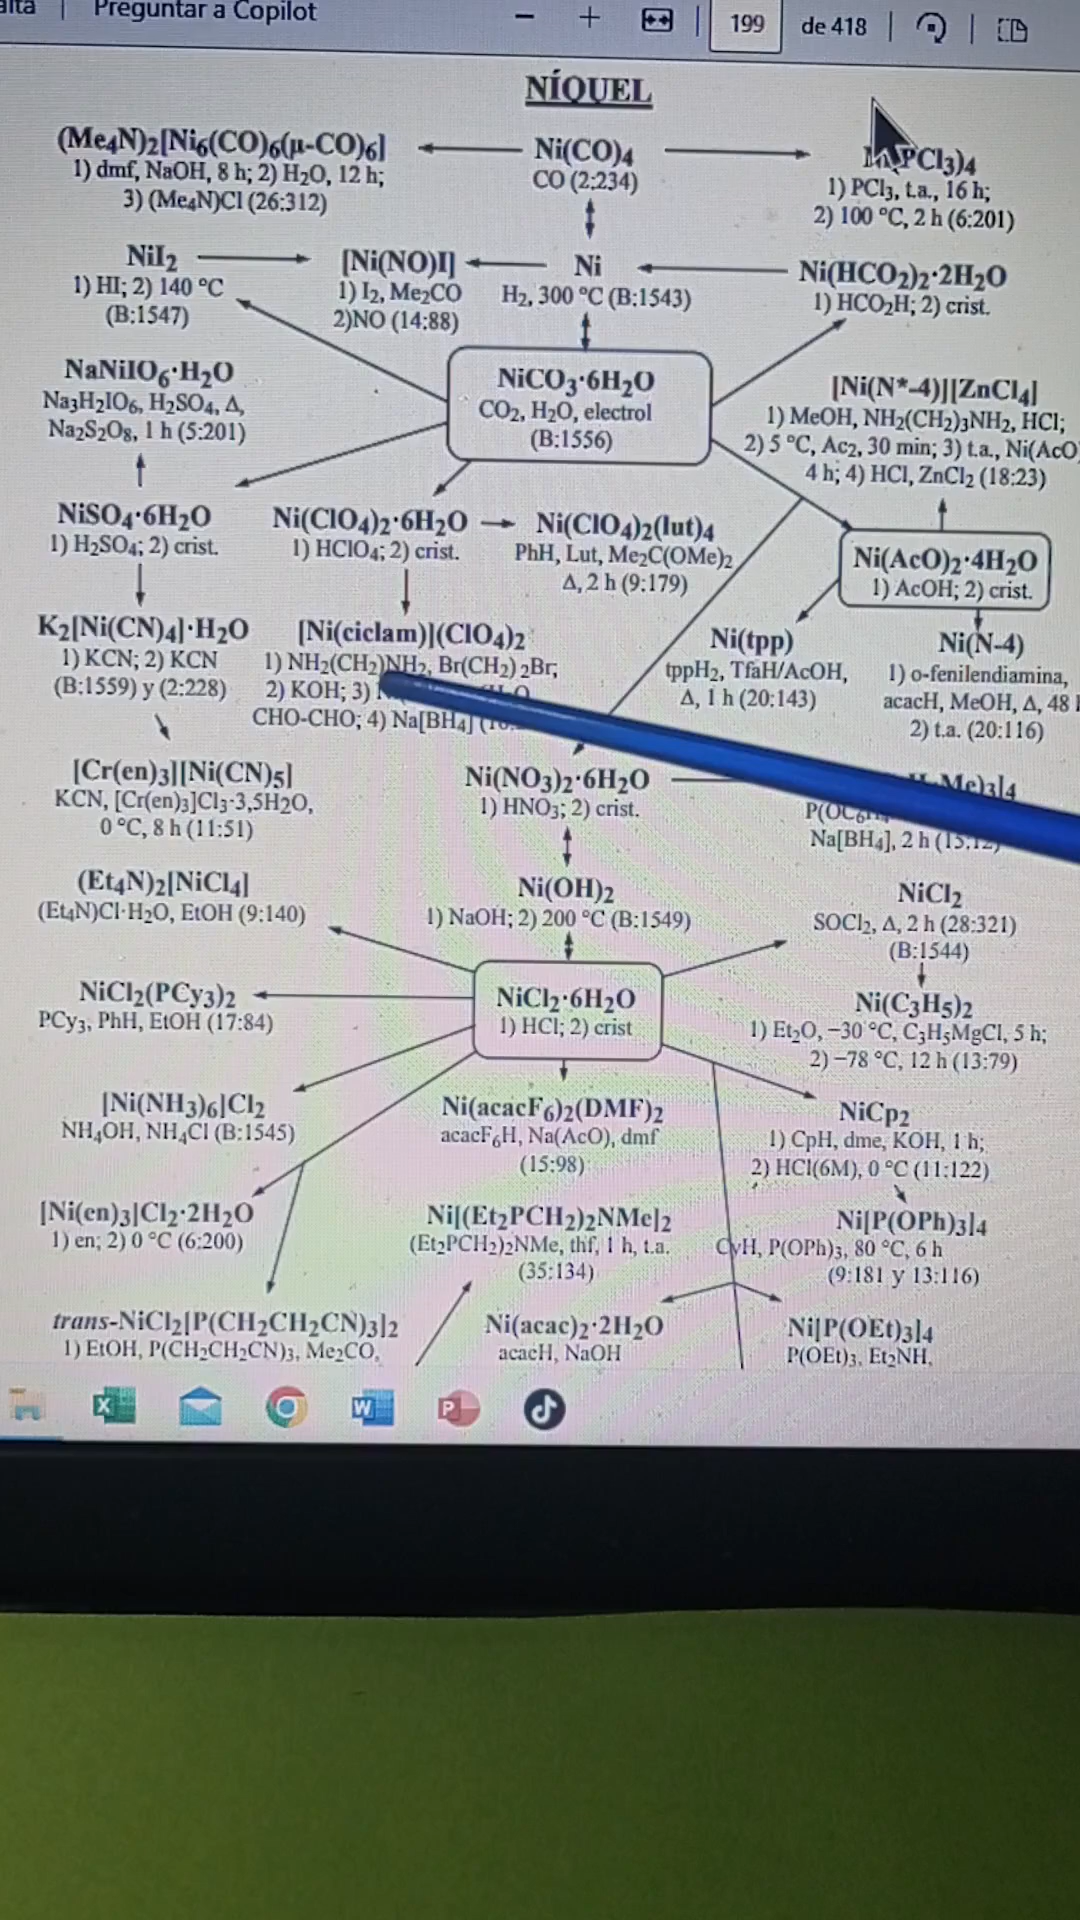 alta | Preguntar a Copilot
199 de 418
NÍQUEL
(Me4N)2[Ni6(CO)6(μ-CO)6]
1) dmf, NaOH, 8 h; 2) H2O, 12 h;
3) (Me4N)Cl (26:312)
Ni(CO)4
CO (2:234)
PCl3)4
1) PCl3, t.a., 16 h;
2) 100 °C, 2 h (6:201)
NiI2
1) HI; 2) 140 °C
(B:1547)
[Ni(NO)I]
1) I2, Me2CO
2)NO (14:88)
Ni
H2, 300 °C (B:1543)
Ni(HCO2)2·2H2O
1) HCO2H; 2) crist.
NaNiIO6·H2O
Na3H2IO6, H2SO4, Δ,
Na2S2O8, 1 h (5:201)
NiCO3·6H2O
CO2, H2O, electrol
(B:1556)
[Ni(N*-4)][ZnCl4]
1) MeOH, NH2(CH2)3NH2, HCl;
2) 5 °C, Ac2, 30 min; 3) t.a., Ni(AcO)
4 h; 4) HCl, ZnCl2 (18:23)
NiSO4·6H2O
1) H2SO4; 2) crist.
Ni(ClO4)2·6H2O
1) HClO4; 2) crist.
Ni(ClO4)2(lut)4
PhH, Lut, Me2C(OMe)2
Δ, 2 h (9:179)
Ni(AcO)2·4H2O
1) AcOH; 2) crist.
K2[Ni(CN)4]·H2O
1) KCN; 2) KCN
(B:1559) y (2:228)
[Ni(ciclam)](ClO4)2
1) NH2(CH2)NH2, Br(CH2) 2Br;
2) KOH; 3)
CHO-CHO; 4) Na[BH4]
Ni(tpp)
tppH2, TfaH/AcOH,
Δ, 1 h (20:143)
Ni(N-4)
1) o-fenilendiamina,
acacH, MeOH, Δ, 48
2) t.a. (20:116)
[Cr(en)3][Ni(CN)5]
KCN, [Cr(en)3]Cl3·3,5H2O,
0 °C, 8 h (11:51)
Ni(NO3)2·6H2O
1) HNO3; 2) crist.
Me)3]4
Na[BH4], 2 h
(Et4N)2[NiCl4]
(Et4N)Cl·H2O, EtOH (9:140)
Ni(OH)2
1) NaOH; 2) 200 °C (B:1549)
NiCl2
SOCl2, Δ, 2 h (28:321)
(B:1544)
NiCl2(PCy3)2
PCy3, PhH, EtOH (17:84)
NiCl2·6H2O
1) HCl; 2) crist
Ni(C3H5)2
1) Et2O, −30 °C, C3H5MgCl, 5 h;
2) −78 °C, 12 h (13:79)
[Ni(NH3)6]Cl2
NH4OH, NH4Cl (B:1545)
Ni(acacF6)2(DMF)2
acacF6H, Na(AcO), dmf
(15:98)
NiCp2
1) CpH, dme, KOH, 1 h;
2) HCl(6M), 0 °C (11:122)
[Ni(en)3]Cl2·2H2O
1) en; 2) 0 °C (6:200)
Ni[(Et2PCH2)2NMe]2
(Et2PCH2)2NMe, thf, 1 h, t.a.
(35:134)
Ni[P(OPh)3]4
CyH, P(OPh)3, 80 °C, 6 h
(9:181 y 13:116)
trans-NiCl2[P(CH2CH2CN)3]2
1) EtOH, P(CH2CH2CN)3, Me2CO,
Ni(acac)2·2H2O
acacH, NaOH
Ni[P(OEt)3]4
P(OEt)3, Et2NH,